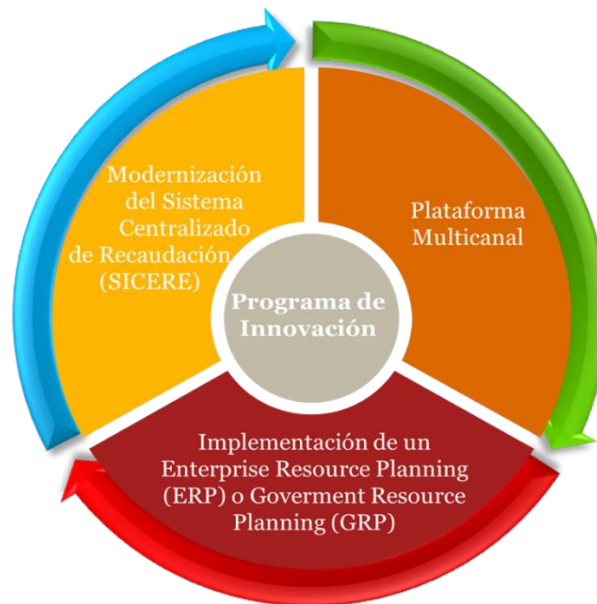 Modernización
del Sistema
Centralizado
de Recaudación
(SICERE)
Plataforma
Multicanal
Programa de
Innovación
Implementación de un
Enterprise Resource Planning
(ERP) o Goverment Resource
Planning (GRP)